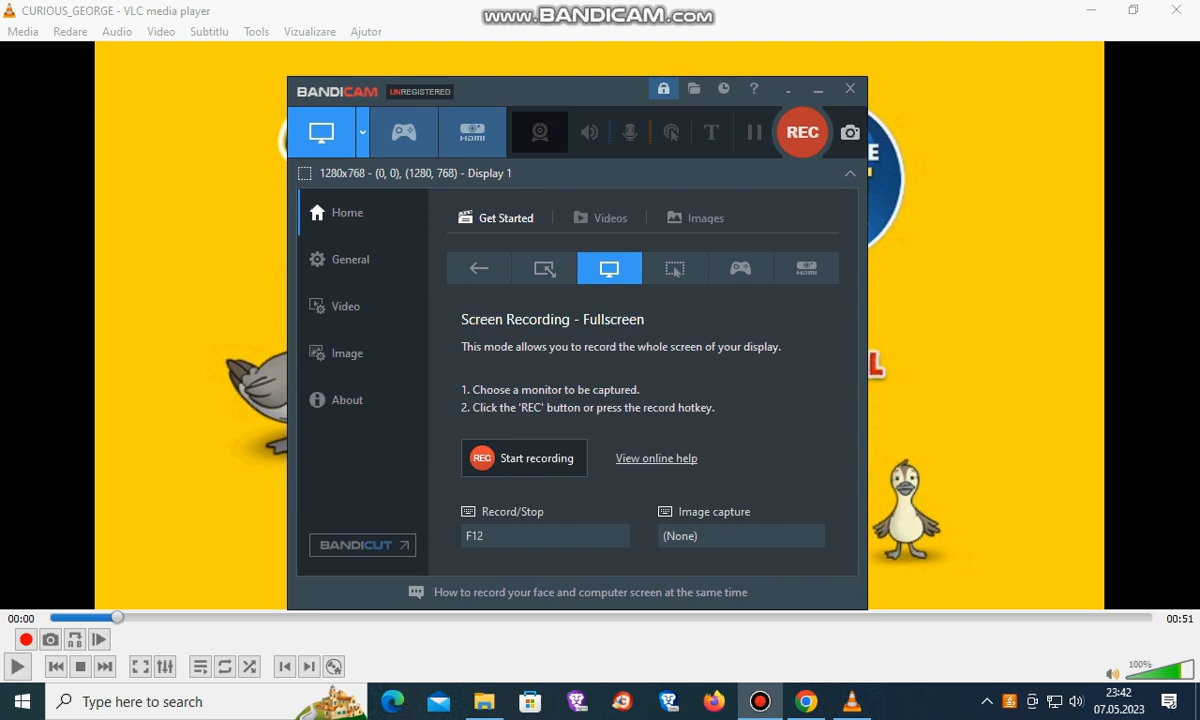 CURIOUS_GEORGE - VLC media player
www.BANDICAM.com
Media Redare Audio Video Subtitlu Tools Vizualizare Ajutor
BANDICAM UNREGISTERED
HDMI T REC
1280x768 - (0, 0), (1280, 768) - Display 1
E
Home
General
Video
Image
About
Get Started Videos Images
HDMI
Screen Recording - Fullscreen
This mode allows you to record the whole screen of your display.
1. Choose a monitor to be captured.
2. Click the 'REC' button or press the record hotkey.
L
REC Start recording View online help
Record/Stop Image capture
F12 (None)
BANDICUT
How to record your face and computer screen at the same time
00:00 00:51
A B
100%
Type here to search
23:42
07.05.2023